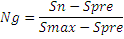 Ng = Sn − Spre
Smax − Spre